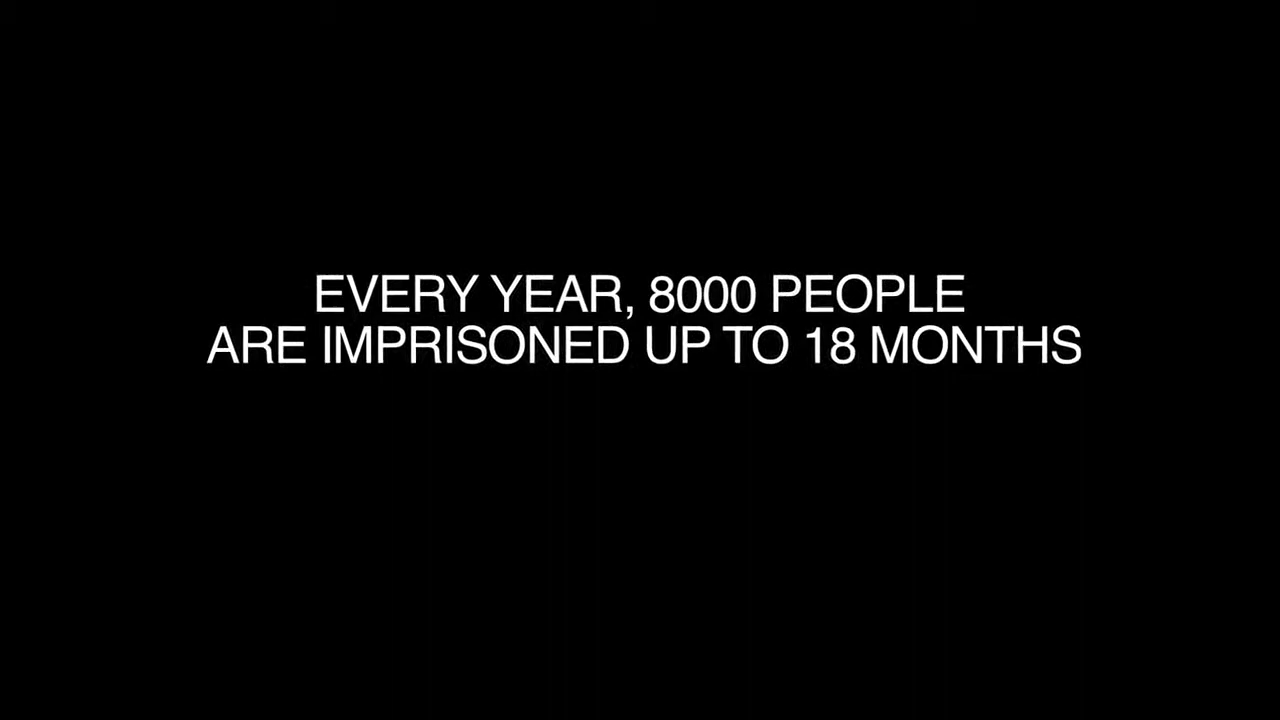 EVERY YEAR, 8000 PEOPLE
ARE IMPRISONED UP TO 18 MONTHS